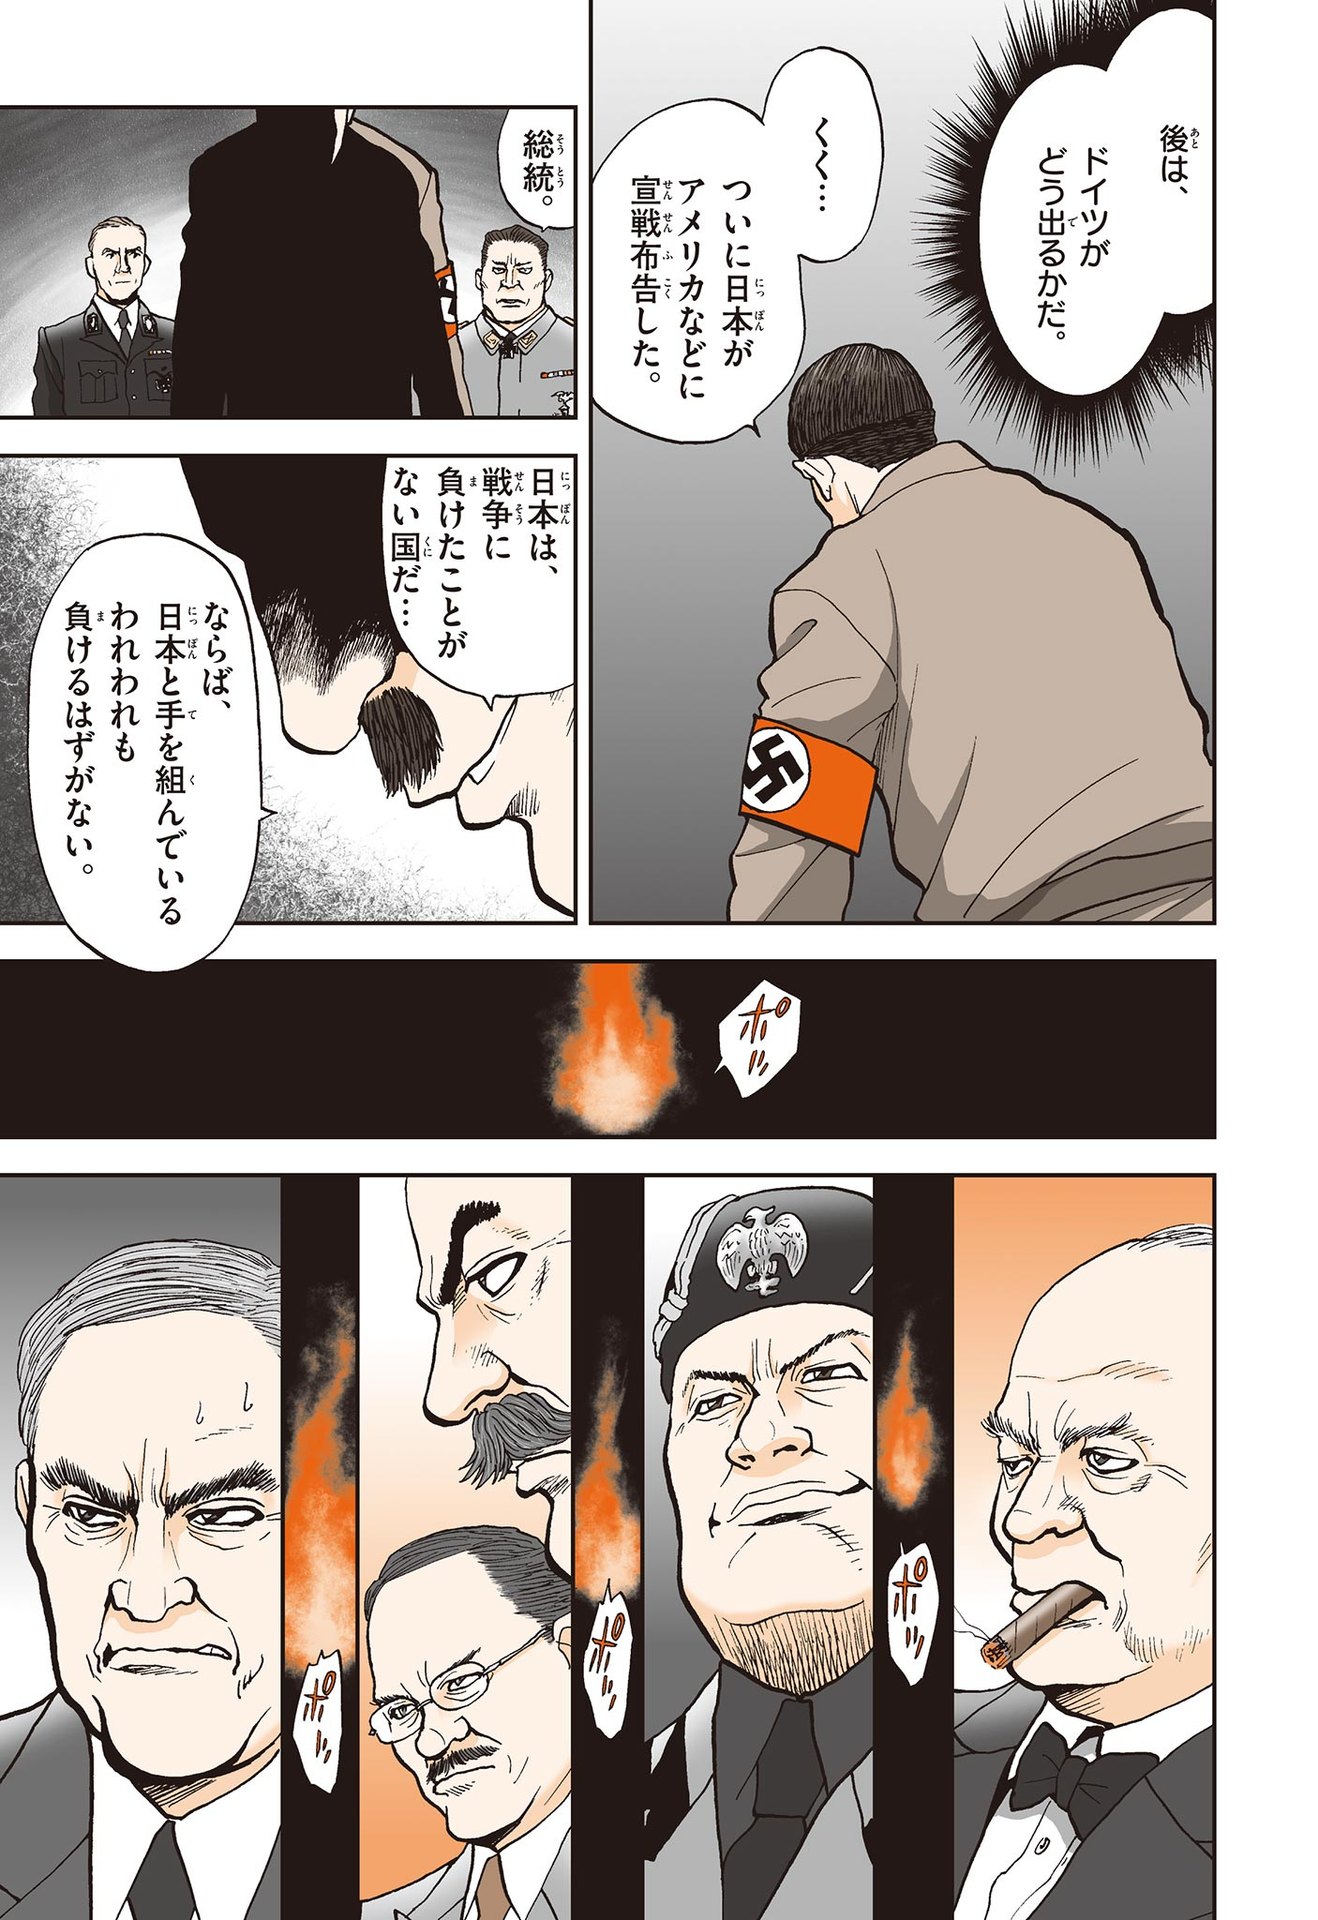 後は、
ドイツが
どう出るかだ。
くく…
ついに日本が
アメリカなどに
宣戦布告した。
総統。
日本は、
戦争に
負けたことが
ない国だ…
ならば、
日本と手を組んでいる
われわれも
負けるはずがない。
ポッ
ポッ
ポッ
ポッ